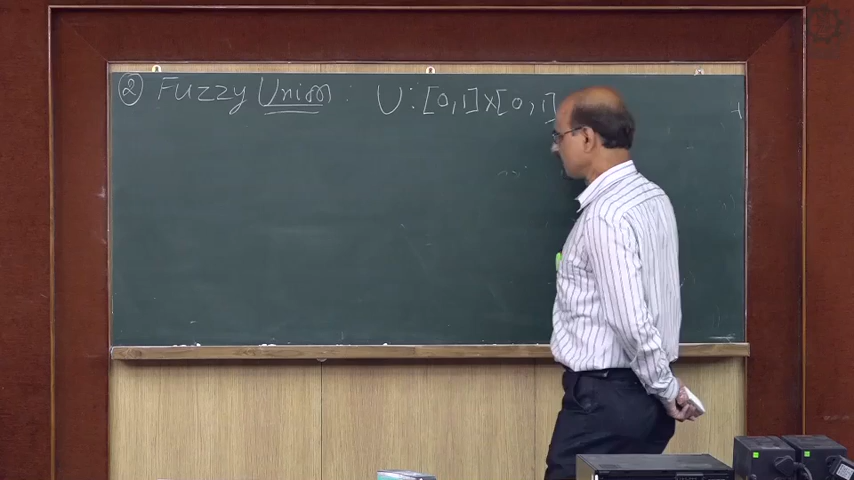 ② Fuzzy Union : U : [0,1]x[0,1]